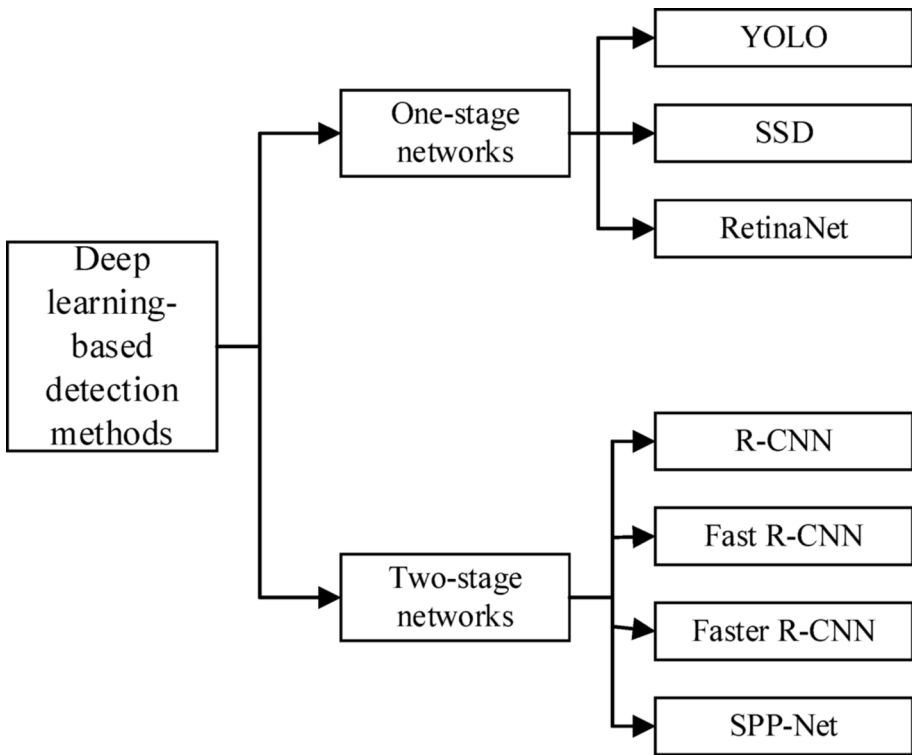 Deep
learning-
based
detection
methods
One-stage
networks
YOLO
SSD
RetinaNet
Two-stage
networks
R-CNN
Fast R-CNN
Faster R-CNN
SPP-Net